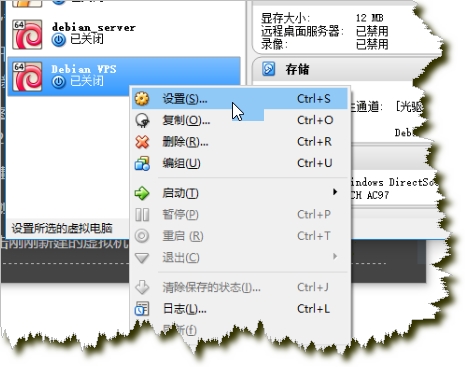 debian_server
已关闭
Debian VPS
已关闭
显存大小: 12 MB
远程桌面服务器: 已禁用
录像: 已禁用
存储
主通道: [光驱
Debi
Windows DirectSo
CH AC97
设置(S)... Ctrl+S
复制(O)... Ctrl+O
删除(R)... Ctrl+R
编组(U) Ctrl+U
启动(T)
暂停(P) Ctrl+P
重启 (R) Ctrl+T
退出(C)
清除保存的状态(I)... Ctrl+J
日志(L)... Ctrl+L
刷新(f)
设置所选的虚拟电脑
击刚刚新建的虚拟机